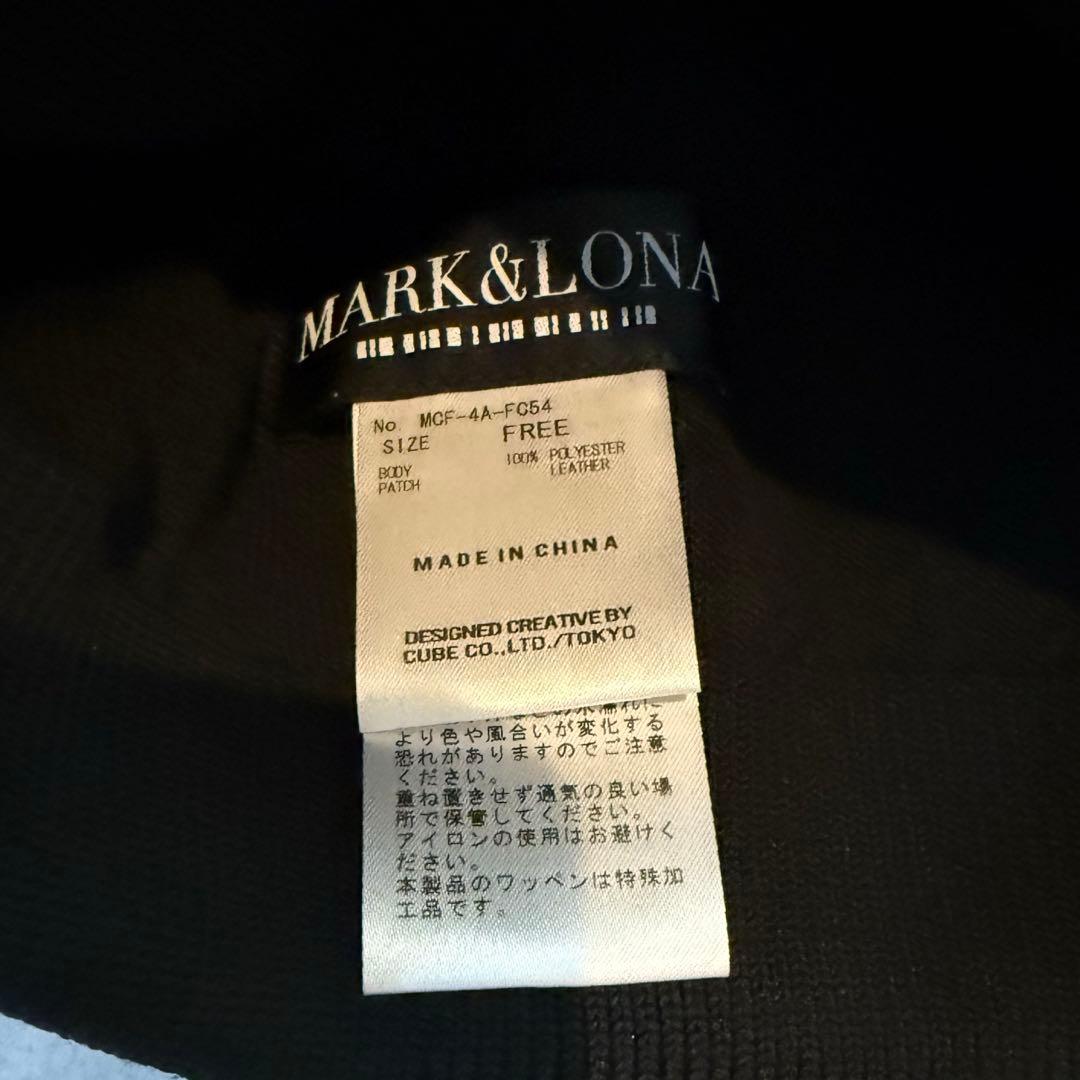 MARK&LONA
No. MCF-4A-FC54
SIZE FREE
BODY 100% POLYESTER
PATCH LEATHER
MADE IN CHINA
DESIGNED CREATIVE BY
CUBE CO.,LTD./TOKYO
より色や風合いが変化する
恐れがありますのでご注意
ください。
重ね置きせず通気の良い場
所で保管してください。
アイロンの使用はお避けく
ださい。
本製品のワッペンは特殊加
工品です。